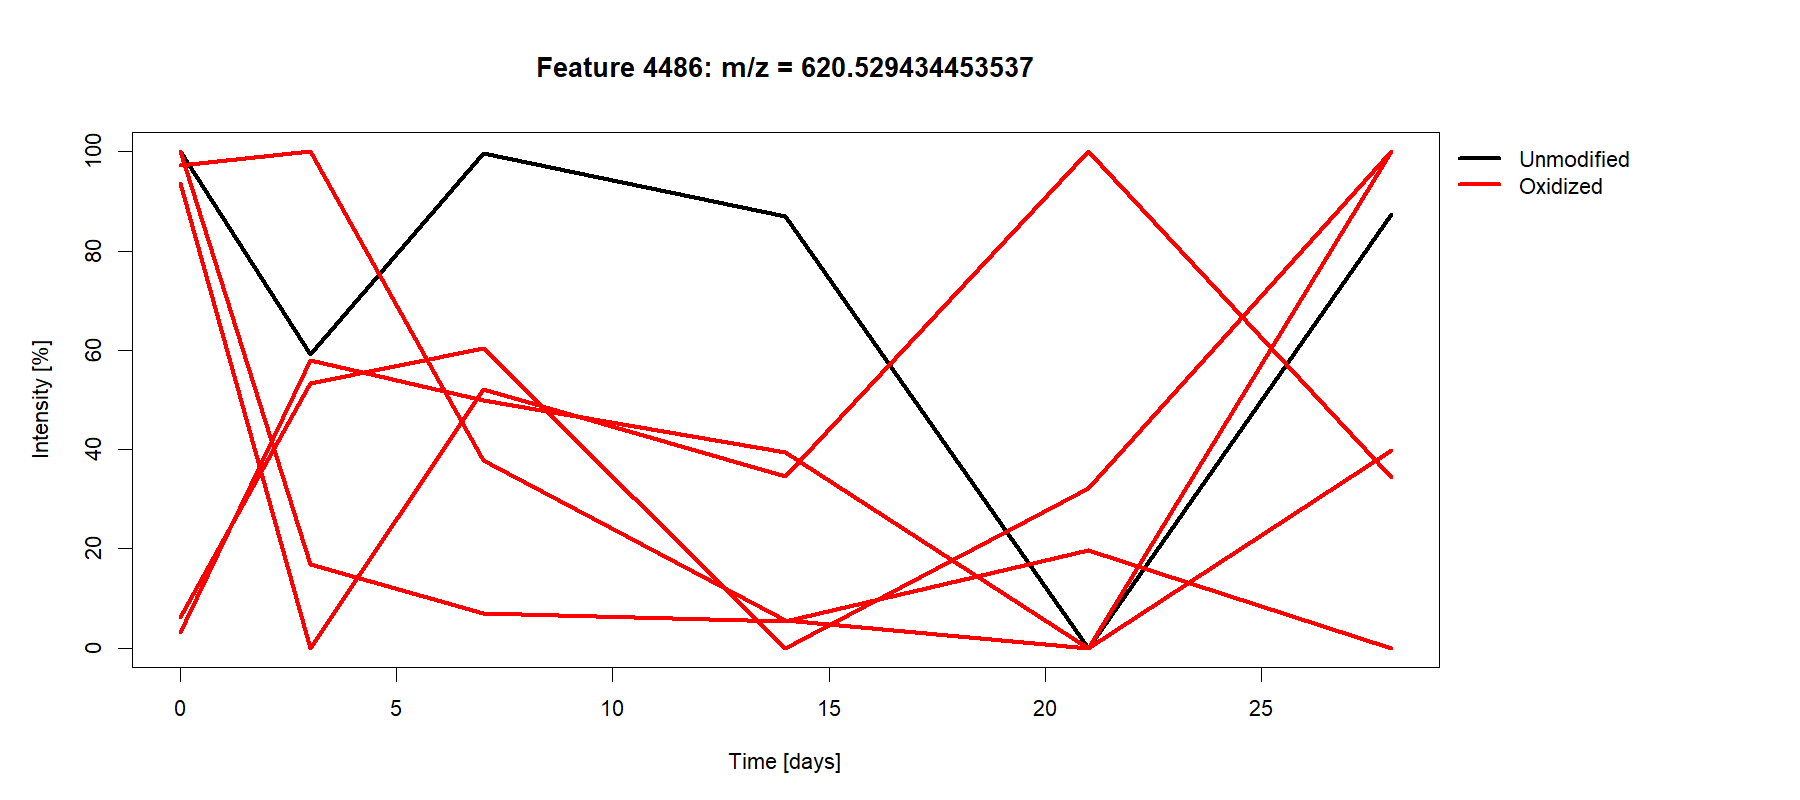 Feature 4486: m/z = 620.529434453537
Unmodified
Oxidized
Intensity [%]
100
80
60
40
20
0
0 5 10 15 20 25
Time [days]